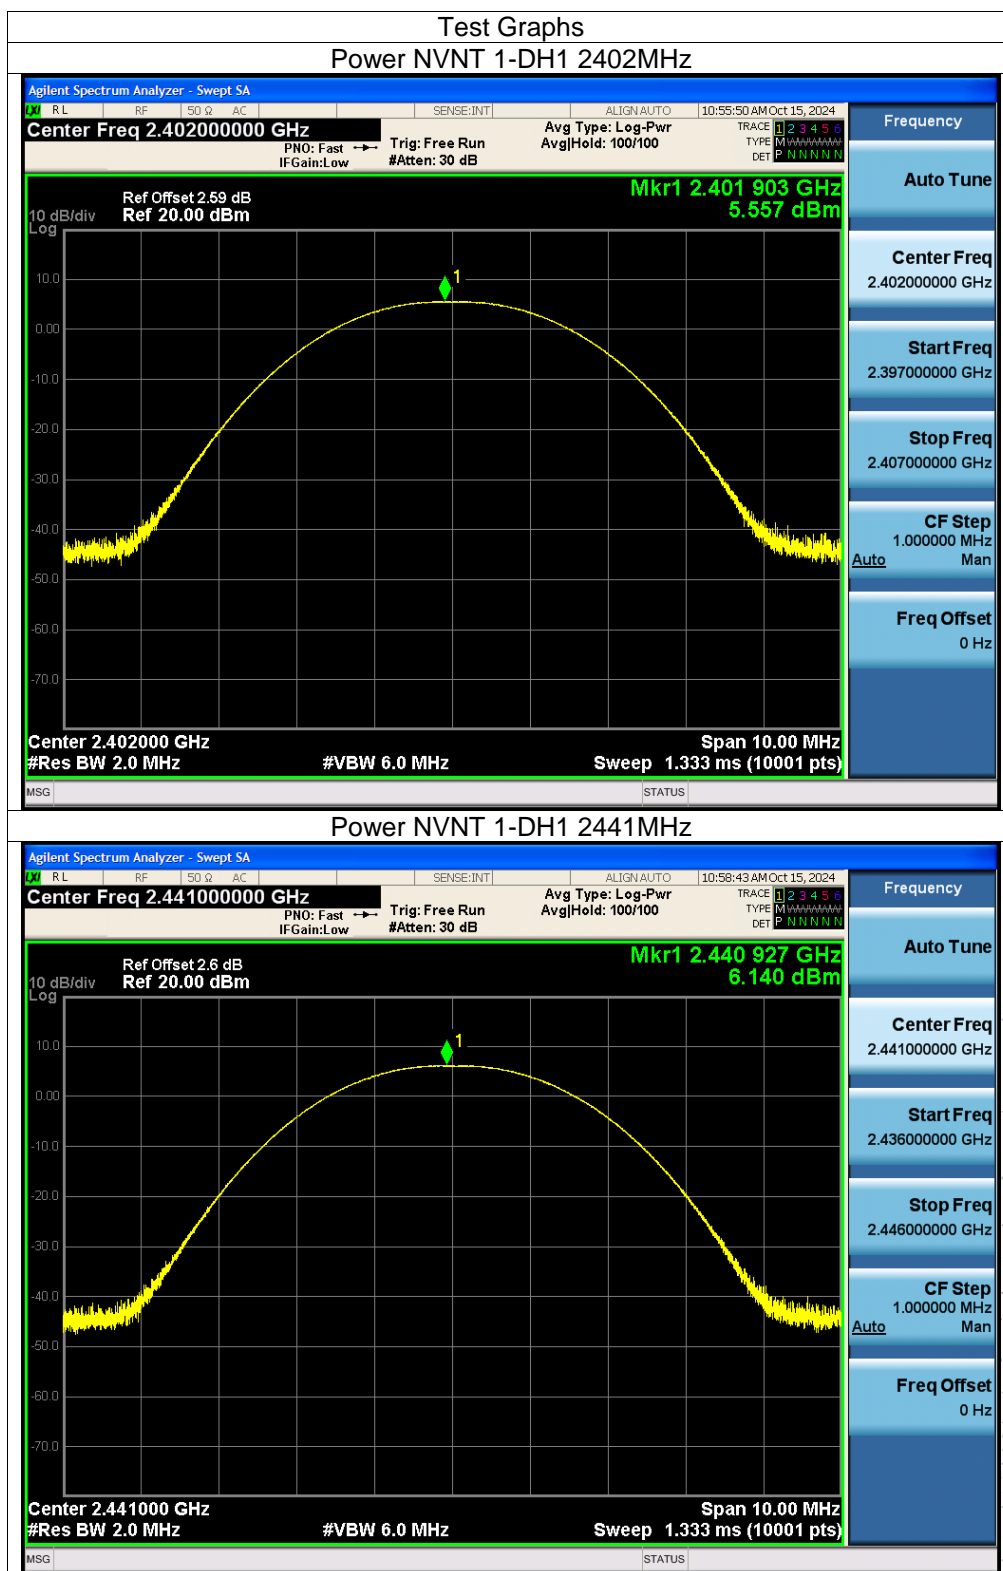 Test Graphs
Power NVNT 1-DH1 2402MHz
Agilent Spectrum Analyzer - Swept SA
LXI RL RF 50 Ω AC SENSE:INT ALIGN AUTO 10:55:50 AM Oct 15, 2024
Center Freq 2.402000000 GHz
PNO: Fast
IFGain:Low
Trig: Free Run
#Atten: 30 dB
Avg Type: Log-Pwr
Avg|Hold: 100/100
TRACE 1 2 3 4 5 6
TYPE M W W W W W
DET P N N N N N
Frequency
Auto Tune
Center Freq
2.402000000 GHz
Start Freq
2.397000000 GHz
Stop Freq
2.407000000 GHz
CF Step
1.000000 MHz
Auto Man
Freq Offset
0 Hz
Mkr1 2.401 903 GHz
5.557 dBm
Ref Offset 2.59 dB
10 dB/div Ref 20.00 dBm
Log
1
10.0
0.00
-10.0
-20.0
-30.0
-40.0
-50.0
-60.0
-70.0
Center 2.402000 GHz Span 10.00 MHz
#Res BW 2.0 MHz #VBW 6.0 MHz Sweep 1.333 ms (10001 pts)
MSG STATUS
Power NVNT 1-DH1 2441MHz
Agilent Spectrum Analyzer - Swept SA
LXI RL RF 50 Ω AC SENSE:INT ALIGN AUTO 10:58:43 AM Oct 15, 2024
Center Freq 2.441000000 GHz
PNO: Fast
IFGain:Low
Trig: Free Run
#Atten: 30 dB
Avg Type: Log-Pwr
Avg|Hold: 100/100
TRACE 1 2 3 4 5 6
TYPE M W W W W W
DET P N N N N N
Frequency
Auto Tune
Center Freq
2.441000000 GHz
Start Freq
2.436000000 GHz
Stop Freq
2.446000000 GHz
CF Step
1.000000 MHz
Auto Man
Freq Offset
0 Hz
Mkr1 2.440 927 GHz
6.140 dBm
Ref Offset 2.6 dB
10 dB/div Ref 20.00 dBm
Log
1
10.0
0.00
-10.0
-20.0
-30.0
-40.0
-50.0
-60.0
-70.0
Center 2.441000 GHz Span 10.00 MHz
#Res BW 2.0 MHz #VBW 6.0 MHz Sweep 1.333 ms (10001 pts)
MSG STATUS